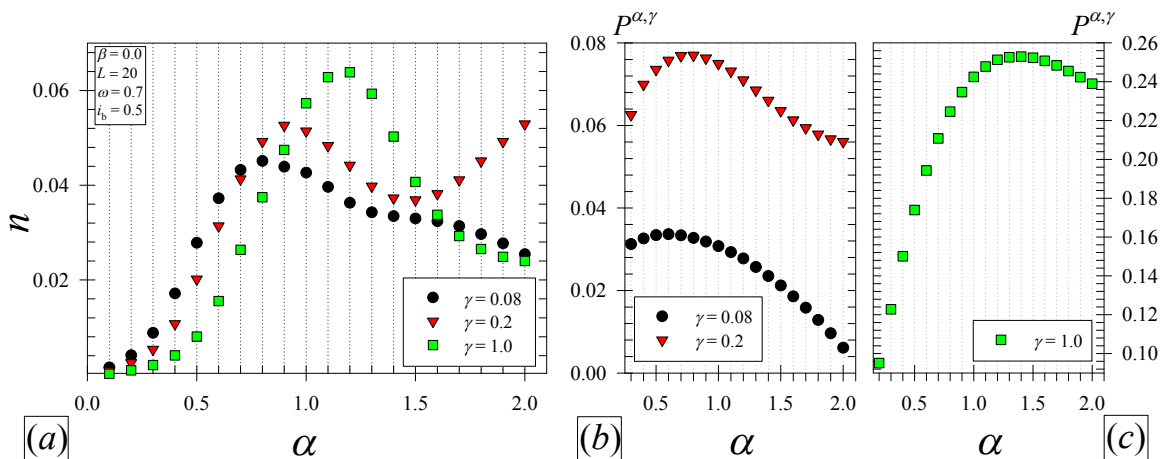 β = 0.0
L = 20
ω = 0.7
i_b = 0.5
n
0.06
0.04
0.02
γ = 0.08
γ = 0.2
γ = 1.0
0.0 0.5 1.0 1.5 2.0
(a)
α
P^{α,γ}
0.08
0.06
0.04
0.02
0.00
γ = 0.08
γ = 0.2
0.5 1.0 1.5 2.0
(b)
α
P^{α,γ}
0.26
0.24
0.22
0.20
0.18
0.16
0.14
0.12
0.10
γ = 1.0
0.5 1.0 1.5 2.0
α
(c)